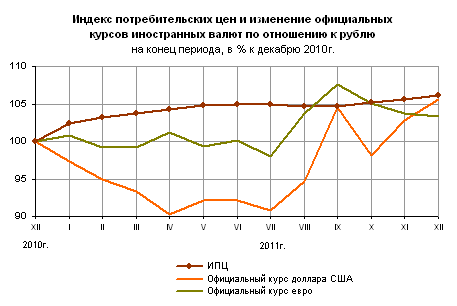 Индекс потребительских цен и изменение официальных
курсов иностранных валют по отношению к рублю
на конец периода, в % к декабрю 2010г.
110
105
100
95
90
XII I II III IV V VI VII VIII IX X XI XII
2010г. 2011г.
ИПЦ
Официальный курс доллара США
Официальный курс евро